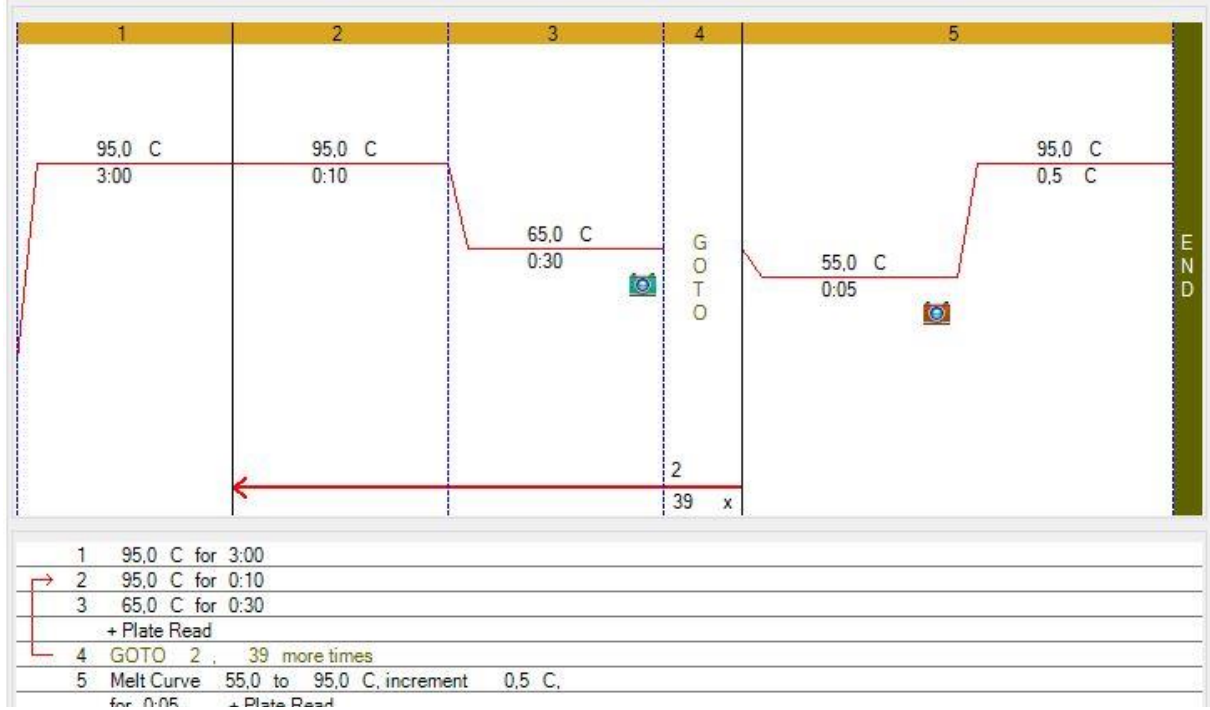 1 2 3 4 5
95,0 C 95,0 C 95,0 C
3:00 0:10 0,5 C
65,0 C
0:30
55,0 C
0:05
GOTO
END
2
39 x
1 95,0 C for 3:00
2 95,0 C for 0:10
3 65,0 C for 0:30
+ Plate Read
4 GOTO 2 , 39 more times
5 Melt Curve 55,0 to 95,0 C, increment 0,5 C,
for 0:05 + Plate Read